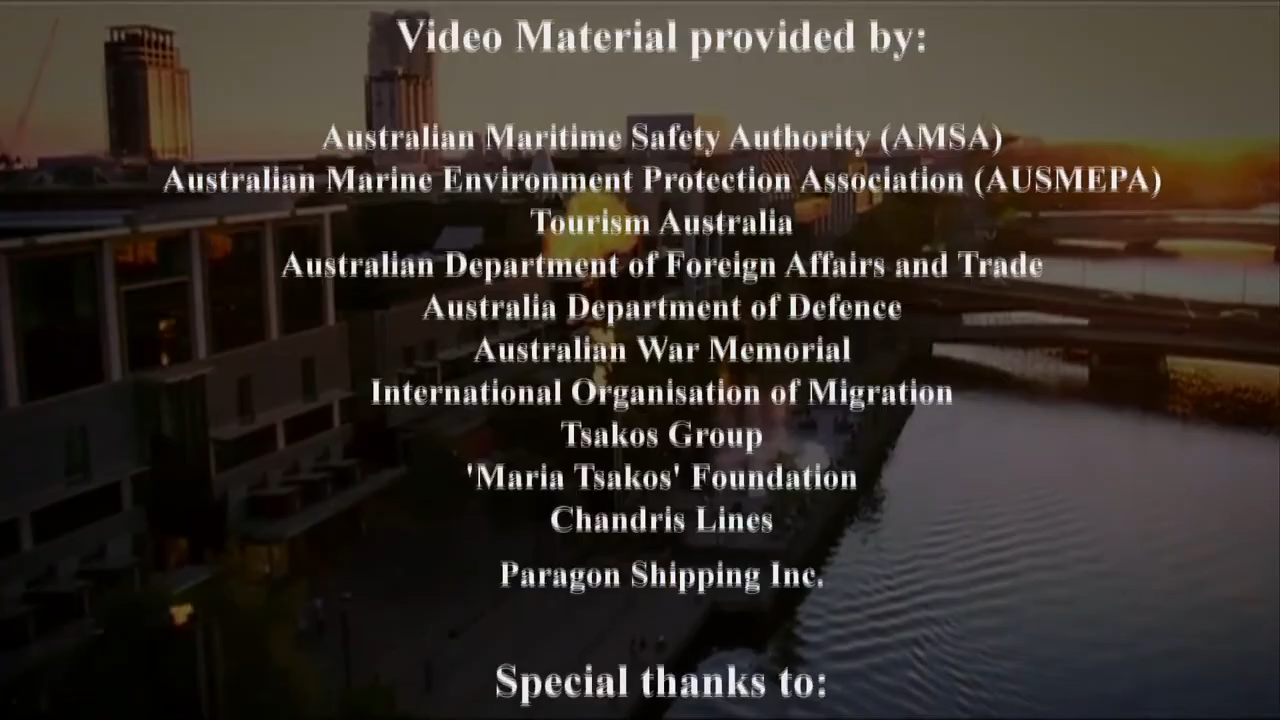 Video Material provided by:
Australian Maritime Safety Authority (AMSA)
Australian Marine Environment Protection Association (AUSMEPA)
Tourism Australia
Australian Department of Foreign Affairs and Trade
Australia Department of Defence
Australian War Memorial
International Organisation of Migration
Tsakos Group
'Maria Tsakos' Foundation
Chandris Lines
Paragon Shipping Inc.
Special thanks to: